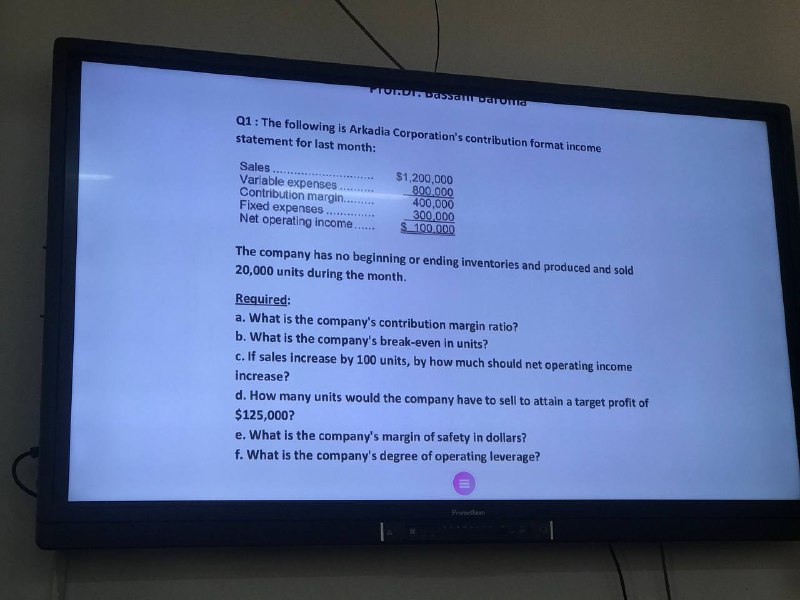 Prof.Dr. Bassam Baroma
Q1 : The following is Arkadia Corporation's contribution format income
statement for last month:
Sales ............................ $1,200,000
Variable expenses .......... 800,000
Contribution margin......... 400,000
Fixed expenses .............. 300,000
Net operating income ...... $ 100,000
The company has no beginning or ending inventories and produced and sold
20,000 units during the month.
Required:
a. What is the company's contribution margin ratio?
b. What is the company's break-even in units?
c. If sales increase by 100 units, by how much should net operating income
increase?
d. How many units would the company have to sell to attain a target profit of
$125,000?
e. What is the company's margin of safety in dollars?
f. What is the company's degree of operating leverage?
Promethean